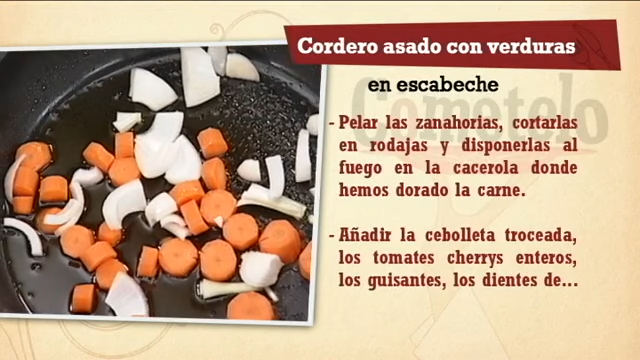 Cordero asado con verduras
en escabeche
Cometelo
- Pelar las zanahorias, cortarlas
en rodajas y disponerlas al
fuego en la cacerola donde
hemos dorado la carne.
- Añadir la cebolleta troceada,
los tomates cherrys enteros,
los guisantes, los dientes de...